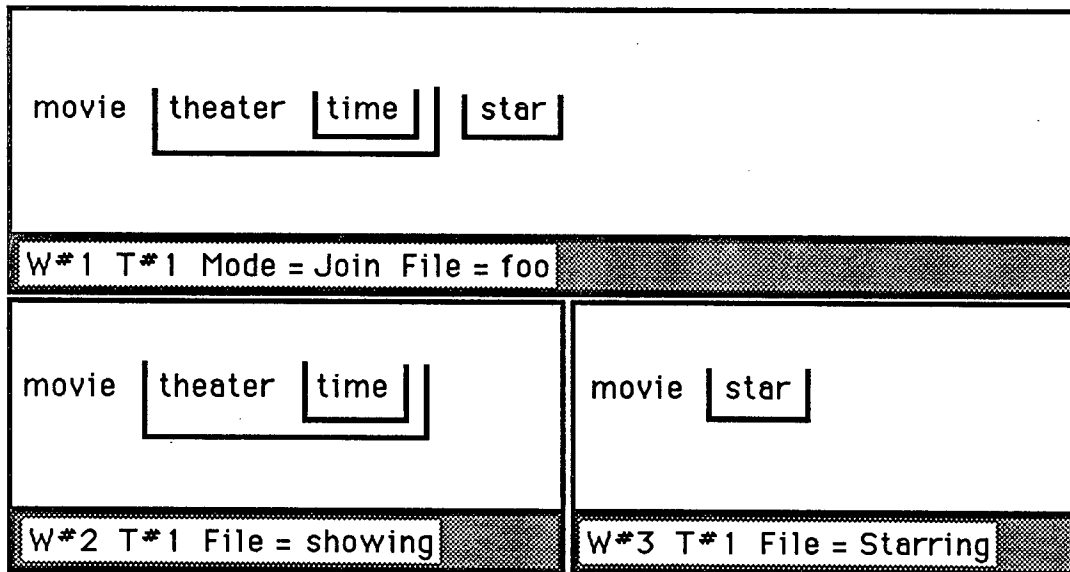 movie theater time star
W#1 T#1 Mode = Join File = foo
movie theater time
W#2 T#1 File = showing
movie star
W#3 T#1 File = Starring